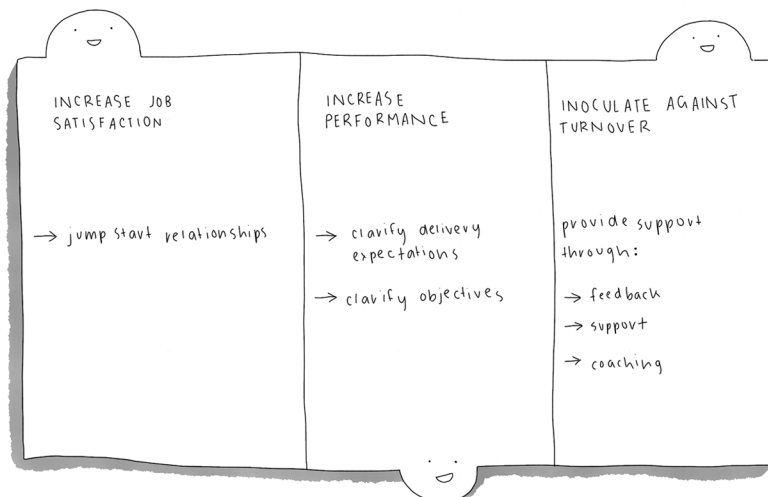 INCREASE JOB
SATISFACTION
→ jump start relationships
INCREASE
PERFORMANCE
→ clarify delivery
expectations
→ clarify objectives
INOCULATE AGAINST
TURNOVER
provide support
through:
→ feedback
→ support
→ coaching